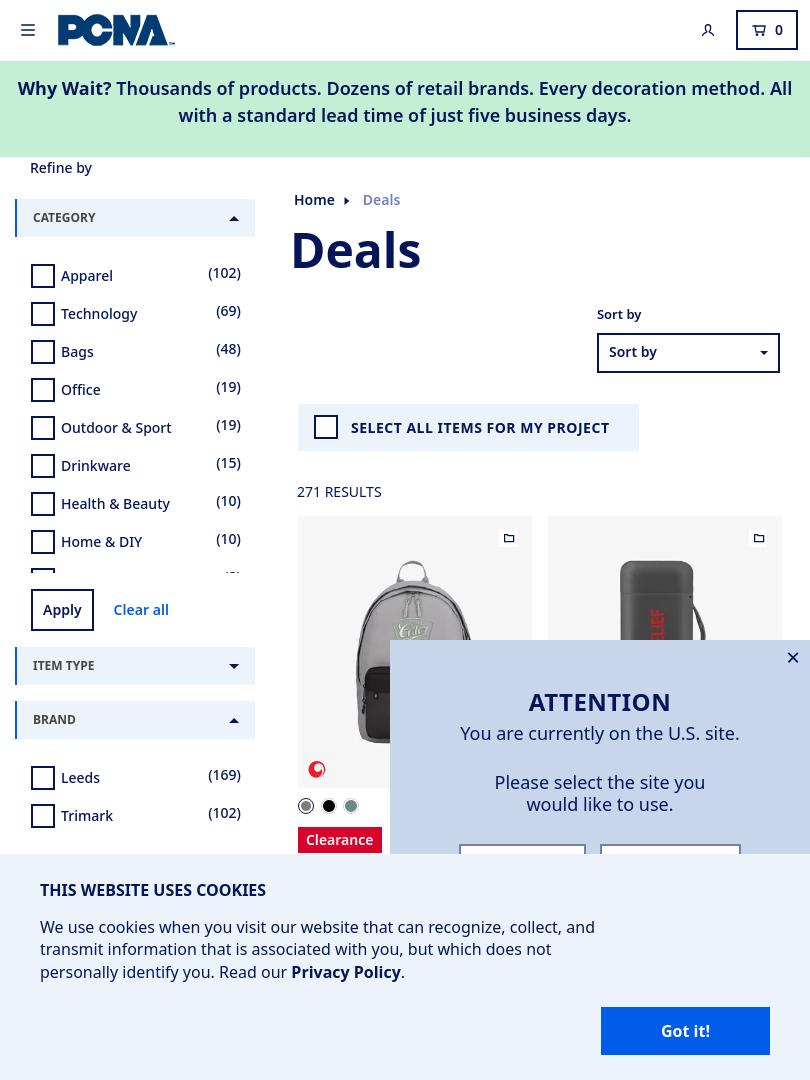 PCNA
0
Why Wait? Thousands of products. Dozens of retail brands. Every decoration method. All
with a standard lead time of just five business days.
Refine by
CATEGORY
Apparel (102)
Technology (69)
Bags (48)
Office (19)
Outdoor & Sport (19)
Drinkware (15)
Health & Beauty (10)
Home & DIY (10)
Apply Clear all
ITEM TYPE
BRAND
Leeds (169)
Trimark (102)
Home Deals
Deals
Sort by
Sort by
SELECT ALL ITEMS FOR MY PROJECT
271 RESULTS
Clearance
ATTENTION
You are currently on the U.S. site.
Please select the site you
would like to use.
THIS WEBSITE USES COOKIES
We use cookies when you visit our website that can recognize, collect, and
transmit information that is associated with you, but which does not
personally identify you. Read our Privacy Policy.
Got it!